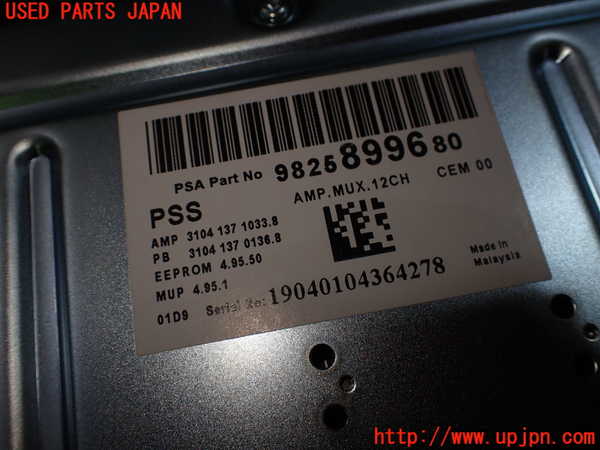 USED PARTS JAPAN
PSA Part No 9825899680
PSS
AMP.MUX.12CH
CEM 00
AMP 3104 137 1033.8
PB 3104 137 0136.8
EEPROM 4.95.50
MUP 4.95.1
01D9 Serial No: 19040104364278
Made in
Malaysia
http://www.upjpn.com/